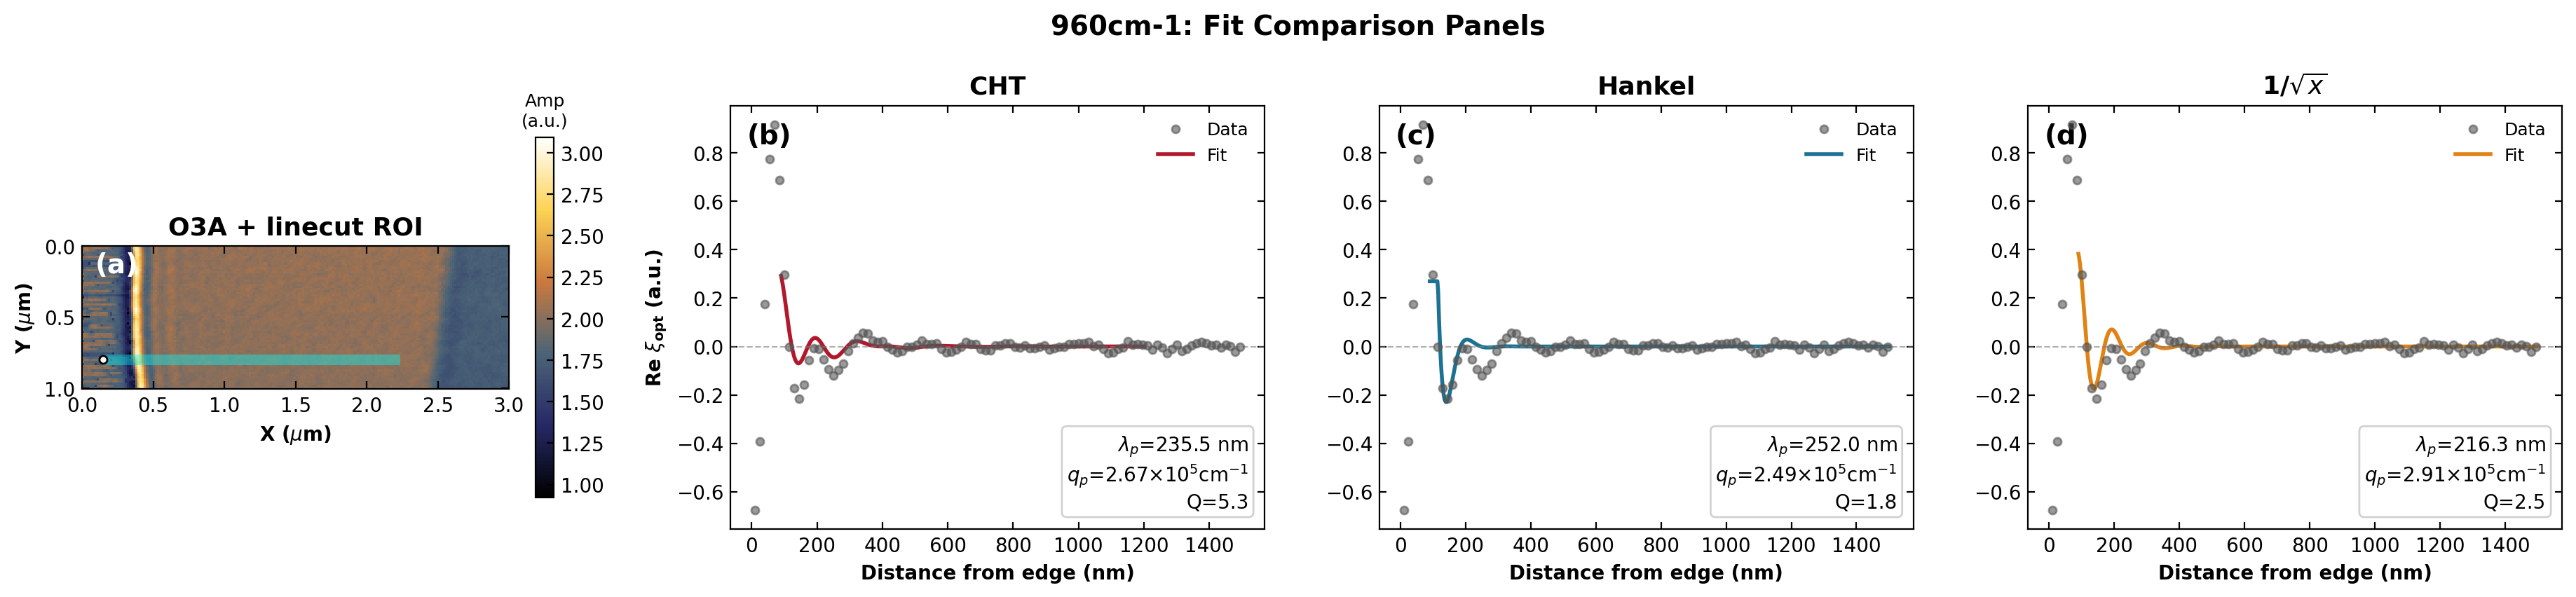 960cm-1: Fit Comparison Panels
O3A + linecut ROI
(a)
0.0
0.5
1.0
Y (μm)
0.0 0.5 1.0 1.5 2.0 2.5 3.0
X (μm)
Amp
(a.u.)
3.00
2.75
2.50
2.25
2.00
1.75
1.50
1.25
1.00
CHT
(b)
Data
Fit
0.8
0.6
0.4
0.2
0.0
−0.2
−0.4
−0.6
Re ξopt (a.u.)
λp=235.5 nm
qp=2.67×10⁵cm⁻¹
Q=5.3
0 200 400 600 800 1000 1200 1400
Distance from edge (nm)
Hankel
(c)
Data
Fit
0.8
0.6
0.4
0.2
0.0
−0.2
−0.4
−0.6
λp=252.0 nm
qp=2.49×10⁵cm⁻¹
Q=1.8
0 200 400 600 800 1000 1200 1400
Distance from edge (nm)
1/√x
(d)
Data
Fit
0.8
0.6
0.4
0.2
0.0
−0.2
−0.4
−0.6
λp=216.3 nm
qp=2.91×10⁵cm⁻¹
Q=2.5
0 200 400 600 800 1000 1200 1400
Distance from edge (nm)